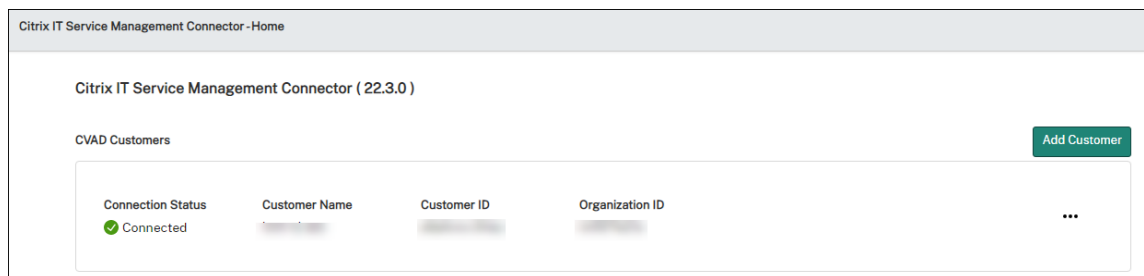 Citrix IT Service Management Connector - Home
Citrix IT Service Management Connector ( 22.3.0 )
CVAD Customers
Add Customer
Connection Status Customer Name Customer ID Organization ID
Connected